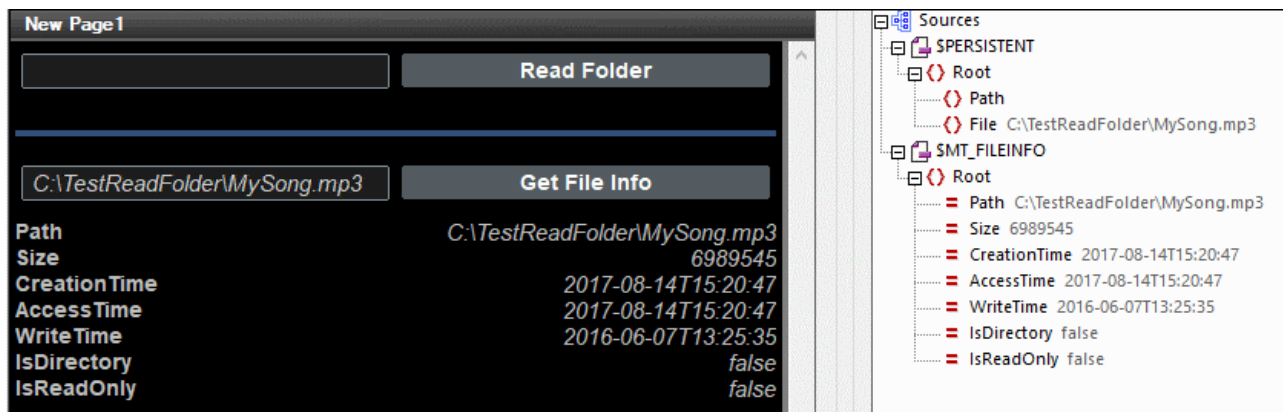 New Page1
Read Folder
C:\TestReadFolder\MySong.mp3
Get File Info
Path C:\TestReadFolder\MySong.mp3
Size 6989545
CreationTime 2017-08-14T15:20:47
AccessTime 2017-08-14T15:20:47
WriteTime 2016-06-07T13:25:35
IsDirectory false
IsReadOnly false
Sources
$PERSISTENT
Root
Path
File C:\TestReadFolder\MySong.mp3
$MT_FILEINFO
Root
Path C:\TestReadFolder\MySong.mp3
Size 6989545
CreationTime 2017-08-14T15:20:47
AccessTime 2017-08-14T15:20:47
WriteTime 2016-06-07T13:25:35
IsDirectory false
IsReadOnly false